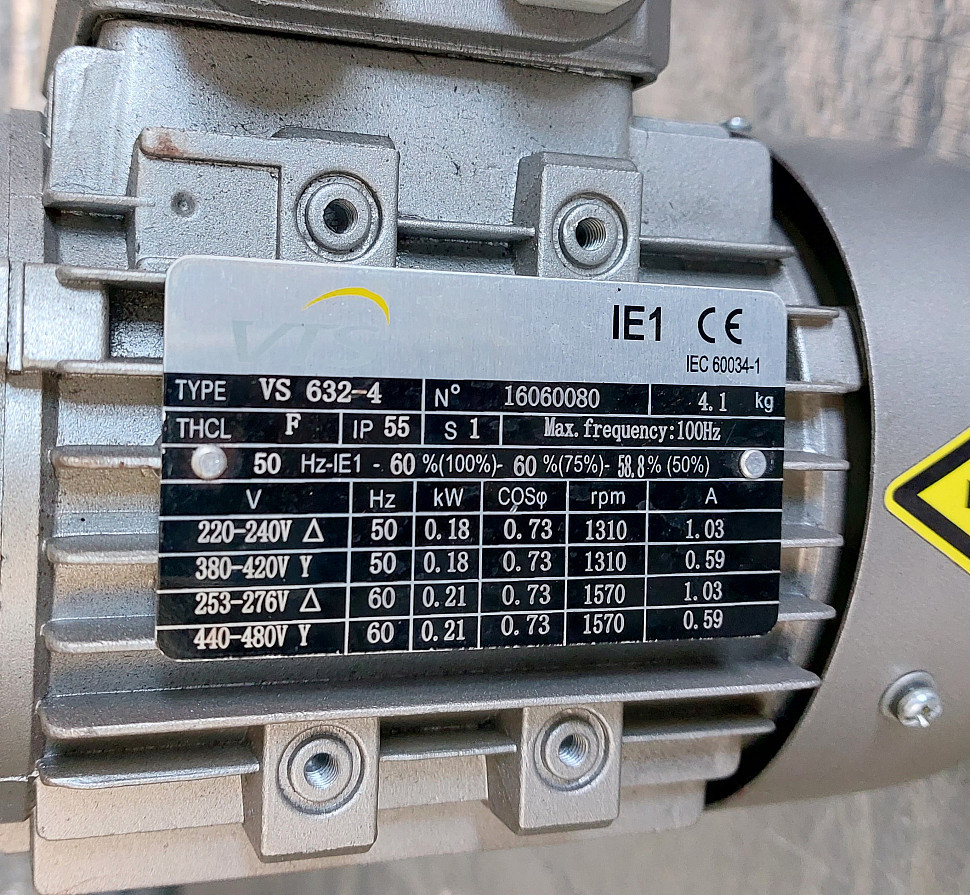 VTS
IE1 CE
IEC 60034-1
TYPE VS 632-4 N° 16060080 4.1 kg
THCL F IP 55 S 1 Max. frequency:100Hz
50 Hz-IE1 - 60 %(100%)- 60 %(75%)- 58.8% (50%)
V Hz kW COSφ rpm A
220-240V Δ 50 0.18 0.73 1310 1.03
380-420V Y 50 0.18 0.73 1310 0.59
253-276V Δ 60 0.21 0.73 1570 1.03
440-480V Y 60 0.21 0.73 1570 0.59